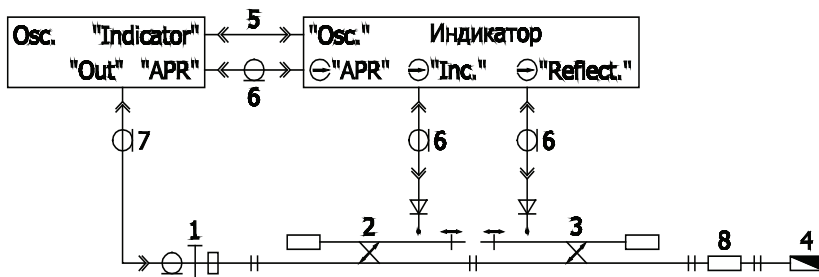 5
Osc. "Indicator" "Osc." Индикатор
"Out" "APR" "APR" "Inc." "Reflect."
6
7 6 6
1 2 3 8 4